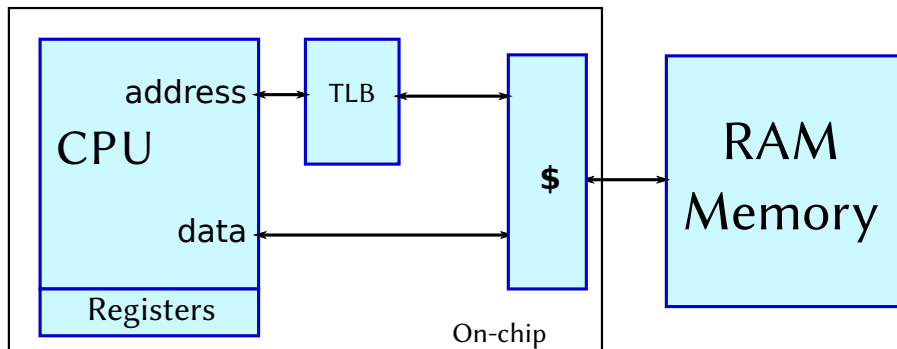 address
TLB
CPU
$
RAM
Memory
data
Registers
On-chip